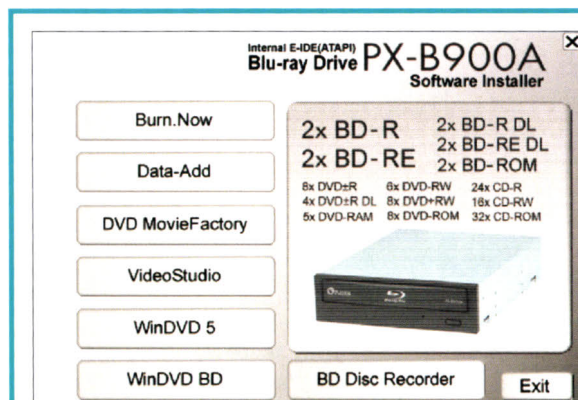 Internal E-IDE(ATAPI)
Blu-ray Drive PX-B900A
Software Installer
Burn.Now
Data-Add
DVD MovieFactory
VideoStudio
WinDVD 5
WinDVD BD
2x BD-R
2x BD-RE
2x BD-R DL
2x BD-RE DL
2x BD-ROM
8x DVD±R 6x DVD-RW 24x CD-R
4x DVD±R DL 8x DVD+RW 16x CD-RW
5x DVD-RAM 8x DVD-ROM 32x CD-ROM
BD Disc Recorder
Exit